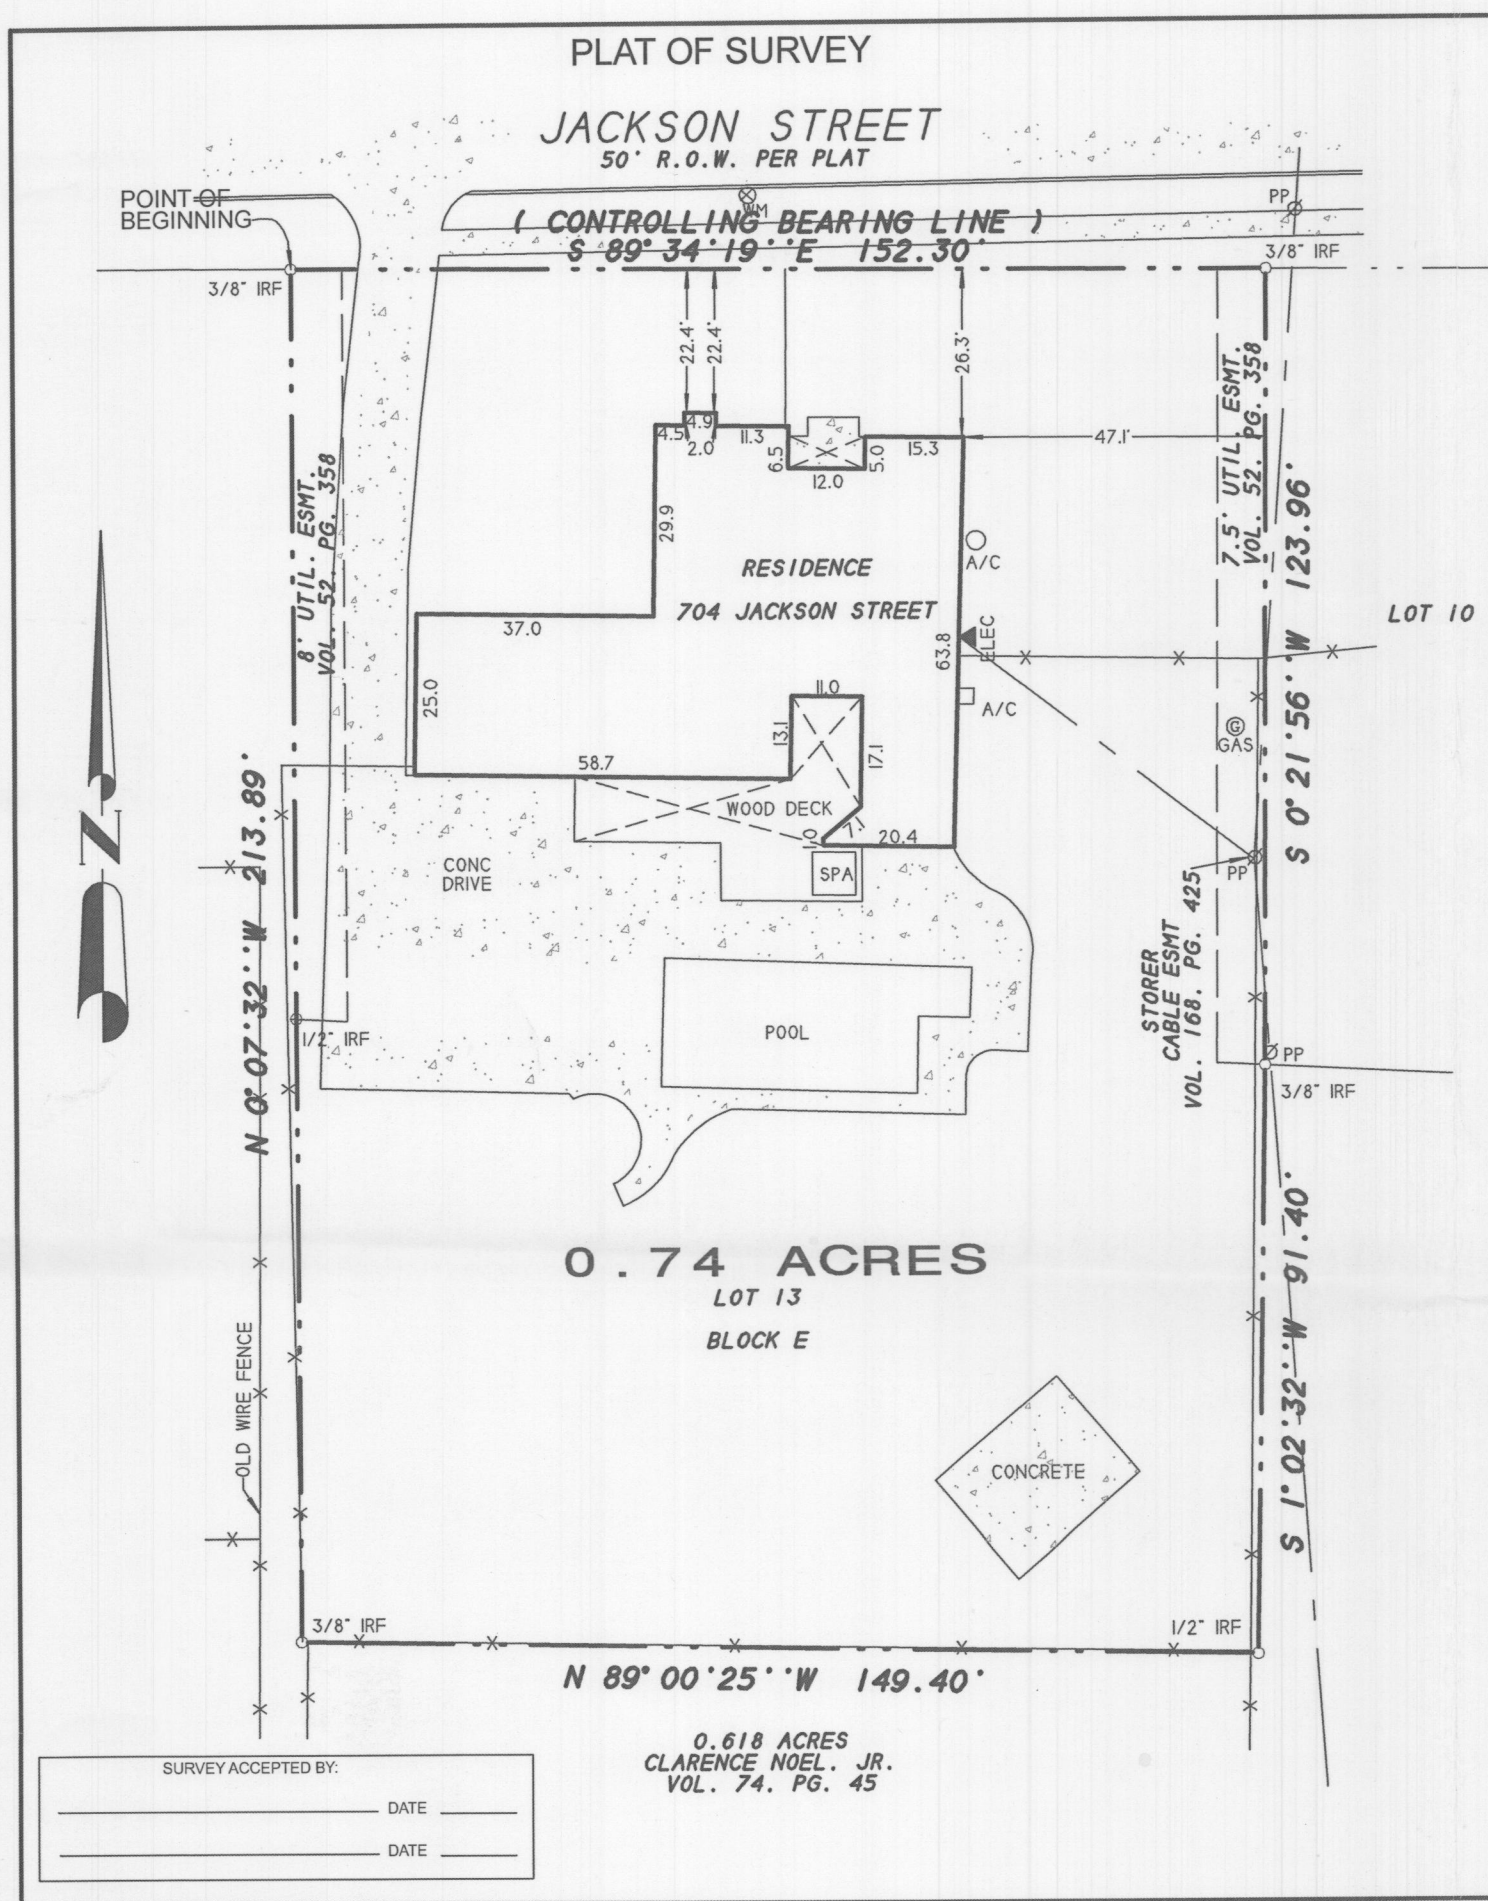 PLAT OF SURVEY
JACKSON STREET
50' R.O.W. PER PLAT
POINT OF
BEGINNING
WM
PP
( CONTROLLING BEARING LINE )
S 89° 34'19''E 152.30'
3/8" IRF
3/8" IRF
22.4'
22.4'
26.3'
4.9
4.5
2.0
11.3
6.5
12.0
5.0
15.3
47.1'
7.5' UTIL. ESMT.
VOL. 52. PG. 358
8' UTIL. ESMT.
VOL. 52. PG. 358
29.9
A/C
RESIDENCE
704 JACKSON STREET
S 0° 21'56''W 123.96'
LOT 10
37.0
63.8
ELEC
25.0
11.0
A/C
13.1
17.1
G
GAS
58.7
WOOD DECK
7.1
1.0
20.4
N
N 0°07'32''W 213.89'
CONC
DRIVE
SPA
PP
STORER
CABLE ESMT
VOL. 168. PG. 425
POOL
1/2" IRF
PP
3/8" IRF
0.74 ACRES
LOT 13
BLOCK E
S 1° 02'32''W 91.40'
OLD WIRE FENCE
CONCRETE
3/8" IRF
1/2" IRF
N 89° 00'25''W 149.40'
0.618 ACRES
CLARENCE NOEL. JR.
VOL. 74. PG. 45
SURVEY ACCEPTED BY:
DATE
DATE